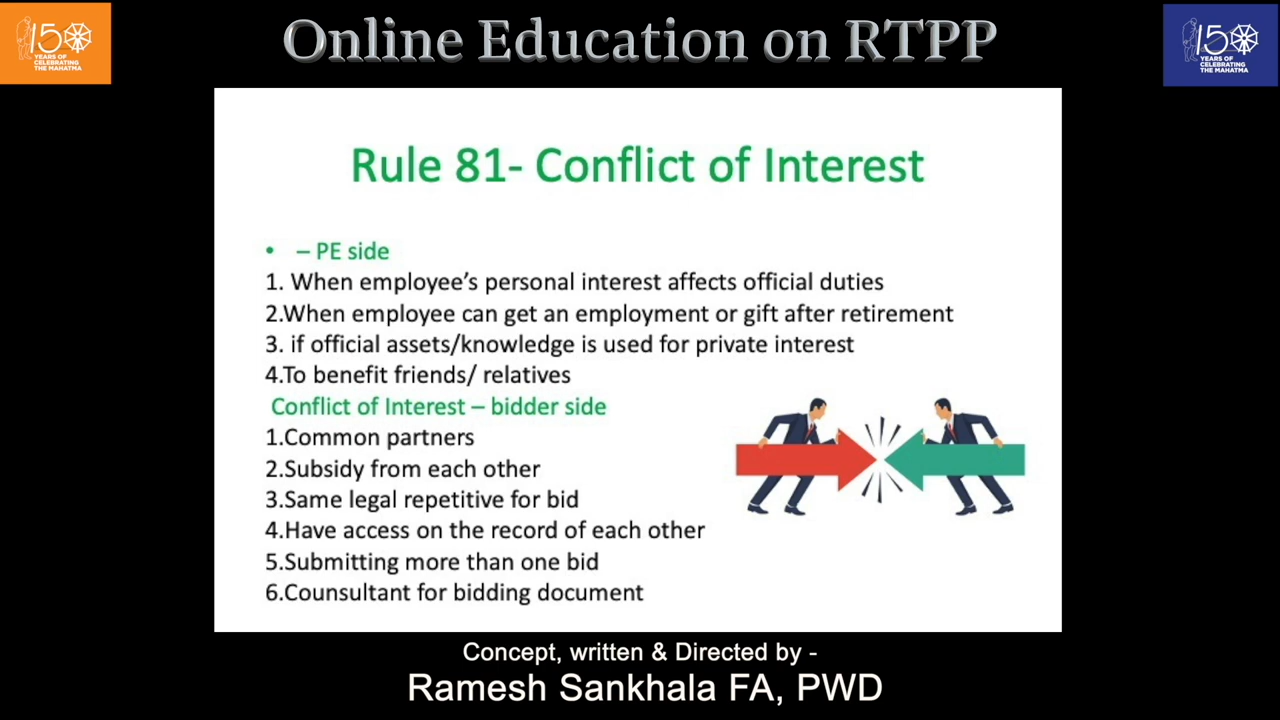 150
YEARS OF
CELEBRATING
THE MAHATMA
Online Education on RTPP
150
YEARS OF
CELEBRATING
THE MAHATMA
Rule 81- Conflict of Interest
• – PE side
1. When employee’s personal interest affects official duties
2.When employee can get an employment or gift after retirement
3. if official assets/knowledge is used for private interest
4.To benefit friends/ relatives
Conflict of Interest – bidder side
1.Common partners
2.Subsidy from each other
3.Same legal repetitive for bid
4.Have access on the record of each other
5.Submitting more than one bid
6.Counsultant for bidding document
Concept, written & Directed by -
Ramesh Sankhala FA, PWD